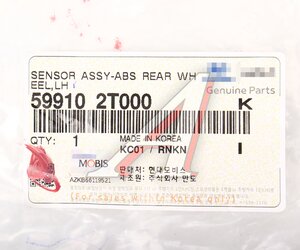 SENSOR ASSY-ABS REAR WH
EEL,LH
Genuine Parts
59910 2T000 K
QTY: 1 MADE IN KOREA
KC01 / RNKN I
MOBIS 판매원: 현대모비스
제조원: 주식회사 만도
(For sales within Korea only)